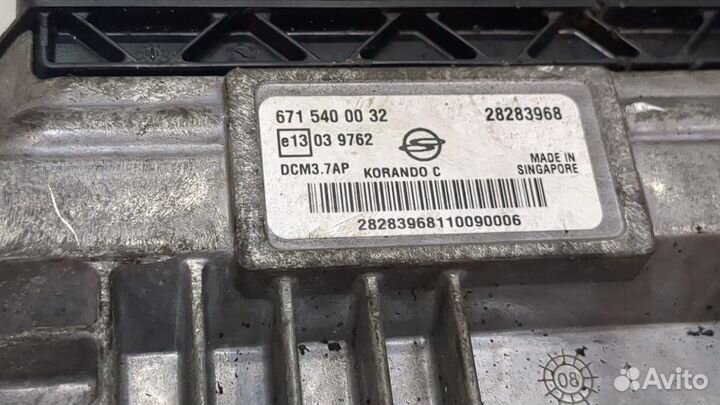 671 540 00 32 28283968
e13 03 9762
DCM3.7AP KORANDO C MADE IN
SINGAPORE
28283968110090006
08
Avito